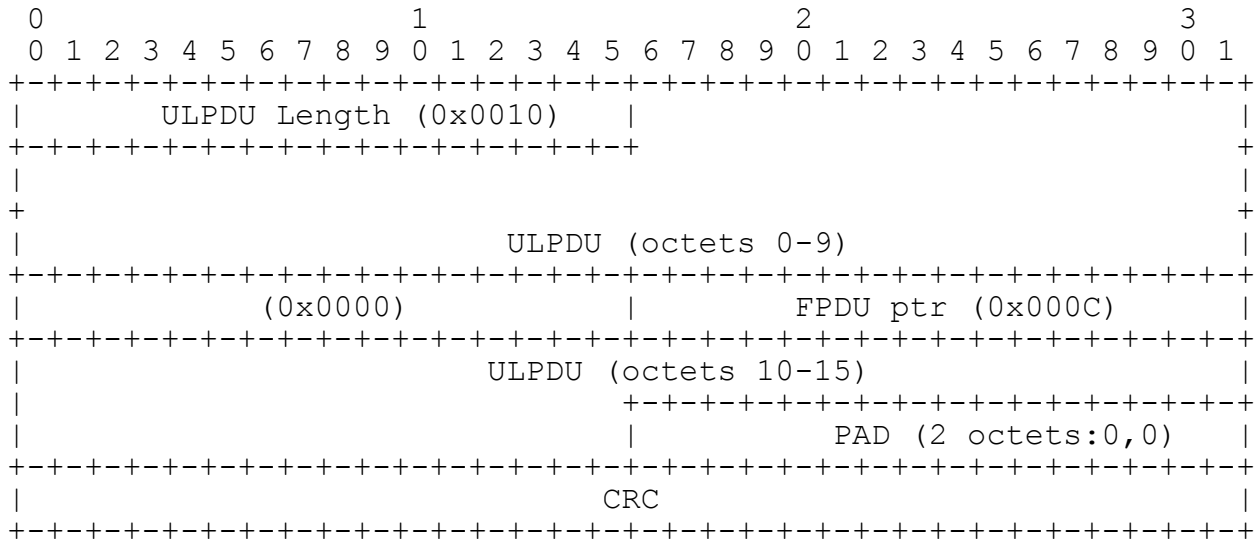 0                   1                   2                   3
 0 1 2 3 4 5 6 7 8 9 0 1 2 3 4 5 6 7 8 9 0 1 2 3 4 5 6 7 8 9 0 1
+-+-+-+-+-+-+-+-+-+-+-+-+-+-+-+-+-+-+-+-+-+-+-+-+-+-+-+-+-+-+-+-+
|       ULPDU Length (0x0010)   |                               |
+-+-+-+-+-+-+-+-+-+-+-+-+-+-+-+-+                               +
|                                                               |
+                                                               +
|                         ULPDU (octets 0-9)                    |
+-+-+-+-+-+-+-+-+-+-+-+-+-+-+-+-+-+-+-+-+-+-+-+-+-+-+-+-+-+-+-+-+
|            (0x0000)           |        FPDU ptr (0x000C)      |
+-+-+-+-+-+-+-+-+-+-+-+-+-+-+-+-+-+-+-+-+-+-+-+-+-+-+-+-+-+-+-+-+
|                        ULPDU (octets 10-15)                   |
|                               +-+-+-+-+-+-+-+-+-+-+-+-+-+-+-+-+
|                               |          PAD (2 octets:0,0)   |
+-+-+-+-+-+-+-+-+-+-+-+-+-+-+-+-+-+-+-+-+-+-+-+-+-+-+-+-+-+-+-+-+
|                              CRC                              |
+-+-+-+-+-+-+-+-+-+-+-+-+-+-+-+-+-+-+-+-+-+-+-+-+-+-+-+-+-+-+-+-+